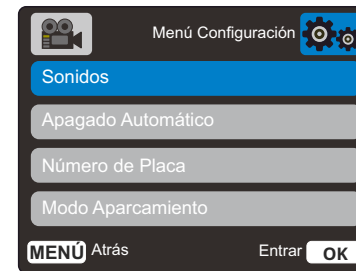 Menú Configuración
Sonidos
Apagado Automático
Número de Placa
Modo Aparcamiento
MENÚ Atrás Entrar OK